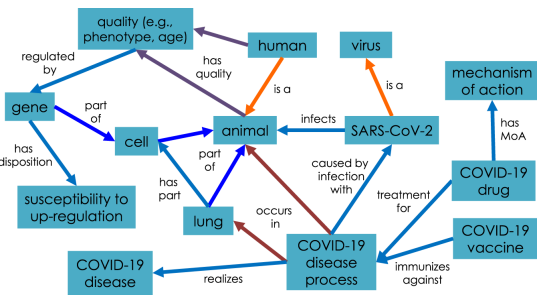 quality (e.g.,
phenotype, age)
human
virus
regulated
by
has
quality
is a
is a
mechanism
of action
gene
part
of
cell
animal
infects
SARS-CoV-2
has
MoA
has
disposition
part
of
caused by
infection
with
COVID-19
drug
susceptibility to
up-regulation
has
part
treatment
for
lung
occurs
in
COVID-19
vaccine
COVID-19
disease
process
COVID-19
disease
realizes
immunizes
against